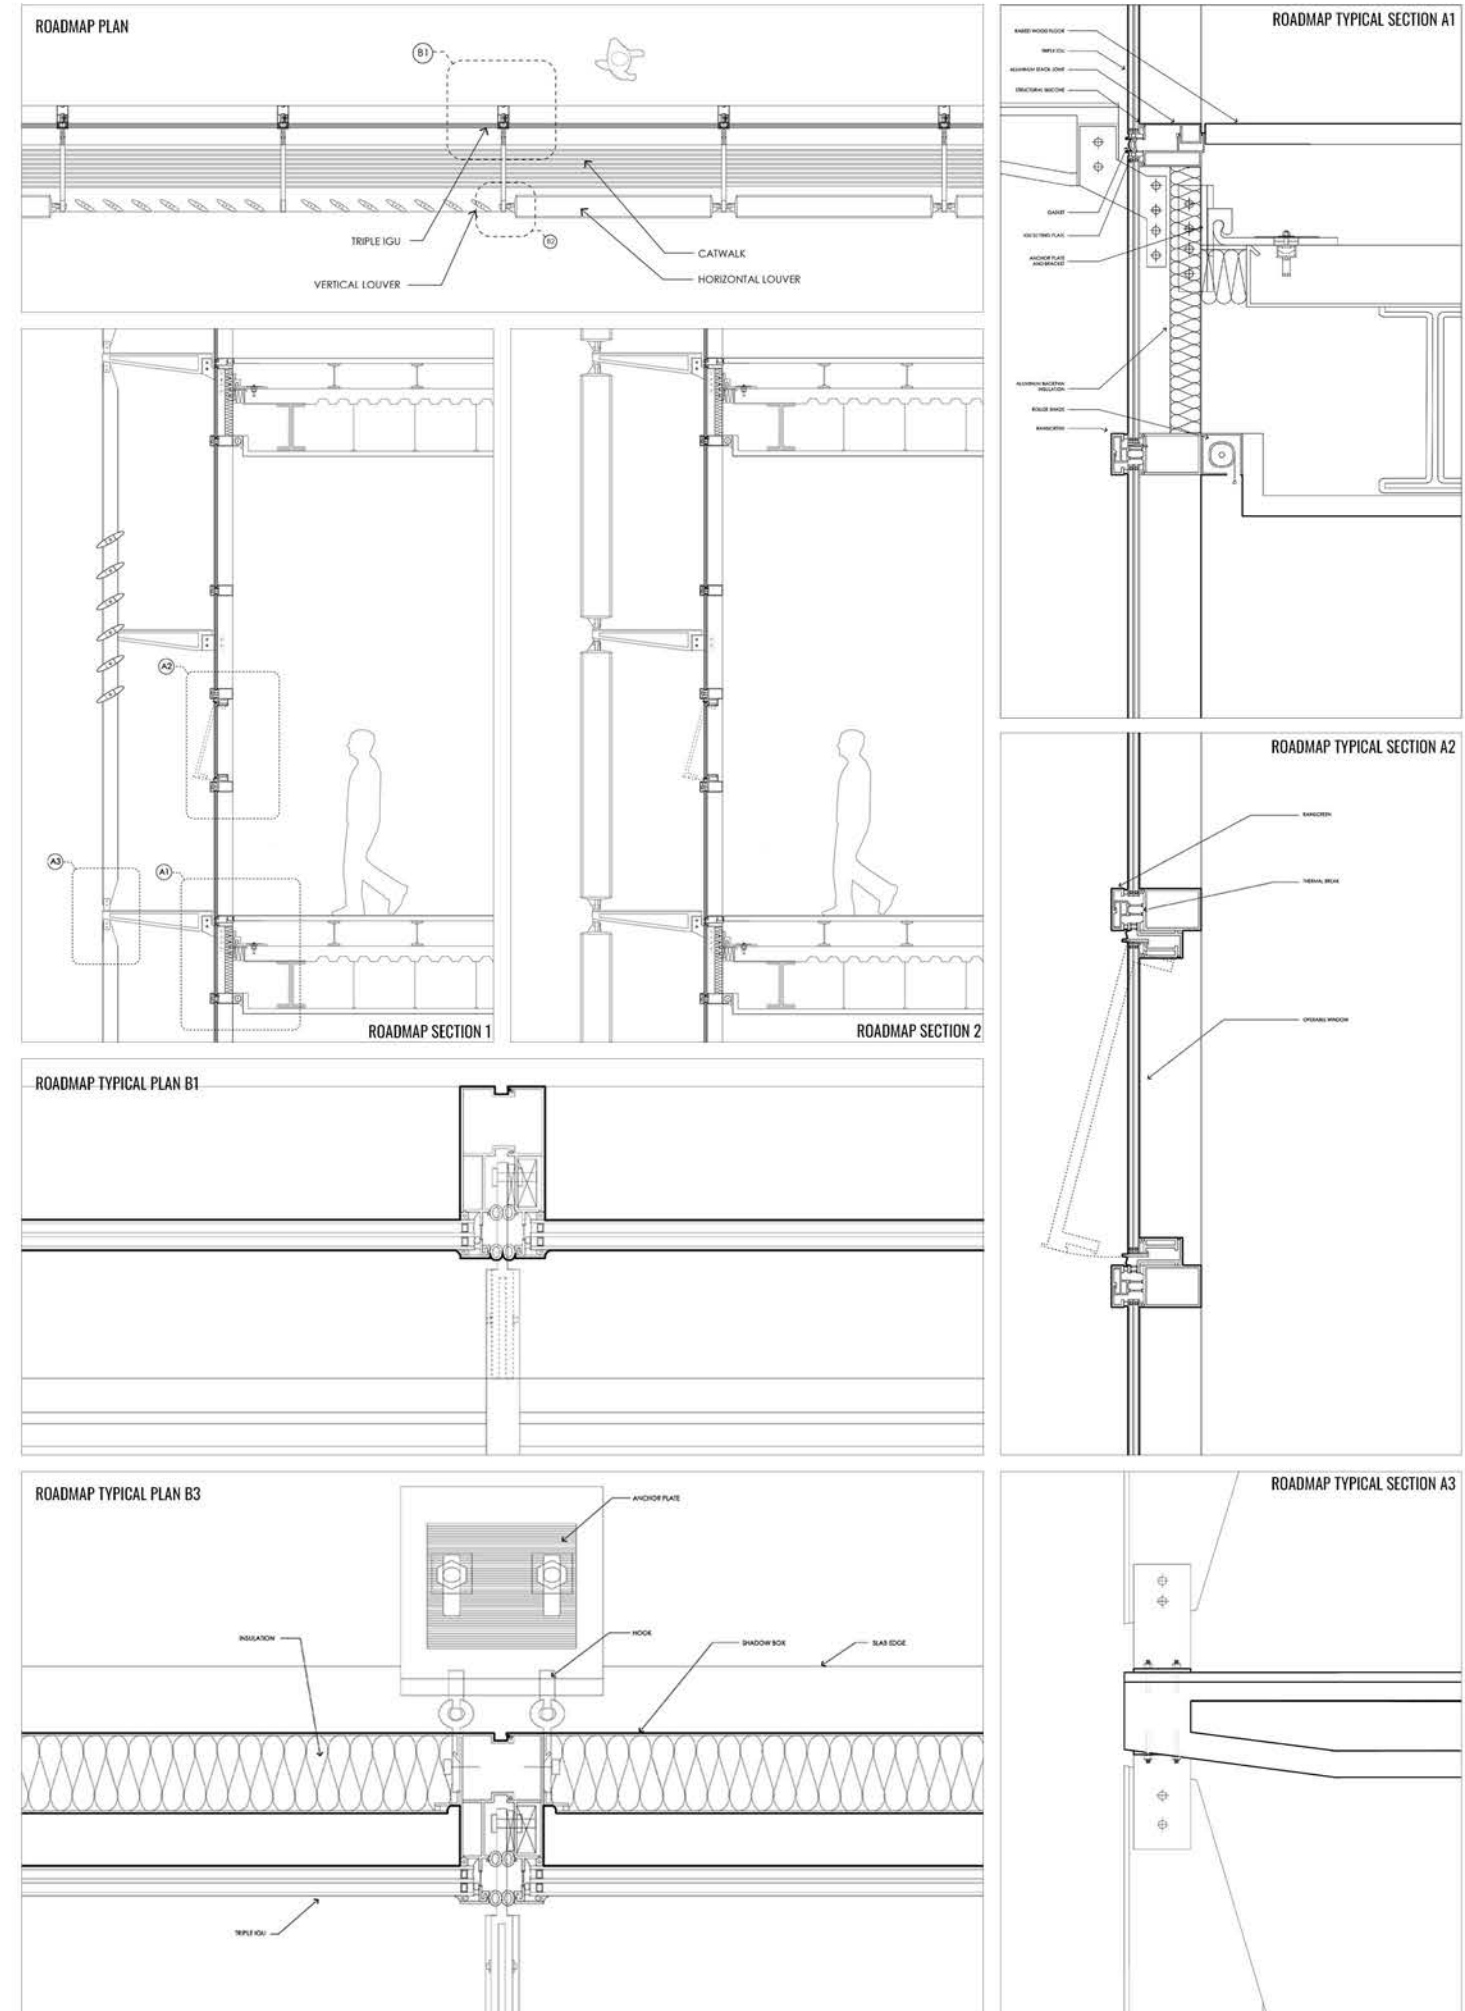 ROADMAP PLAN
B1
TRIPLE IGU
VERTICAL LOUVER
B2
CATWALK
HORIZONTAL LOUVER
ROADMAP TYPICAL SECTION A1
RAISED WOOD FLOOR
TRIPLE IGU
ALUMINUM STACK JOINT
STRUCTURAL SILICONE
GASKET
ANCHOR PLATE
AND BRACKET
ALUMINUM BACKPAN
INSULATION
ROLLER SHADE
RAINSCREEN
A2
A3
A1
ROADMAP SECTION 1
ROADMAP SECTION 2
ROADMAP TYPICAL SECTION A2
RAINSCREEN
THERMAL BREAK
OPERABLE WINDOW
ROADMAP TYPICAL PLAN B1
ROADMAP TYPICAL PLAN B3
ANCHOR PLATE
INSULATION
HOOK
SHADOW BOX
SLAB EDGE
TRIPLE IGU
ROADMAP TYPICAL SECTION A3